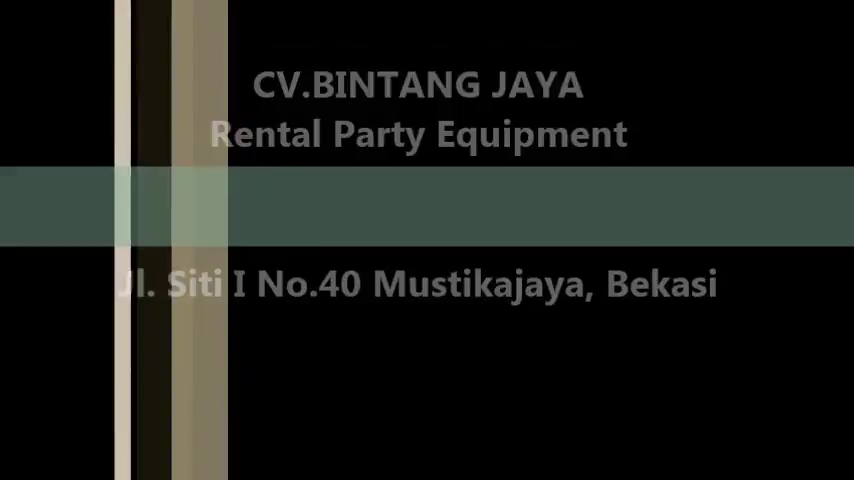 CV.BINTANG JAYA
Rental Party Equipment
Jl. Siti I No.40 Mustikajaya, Bekasi